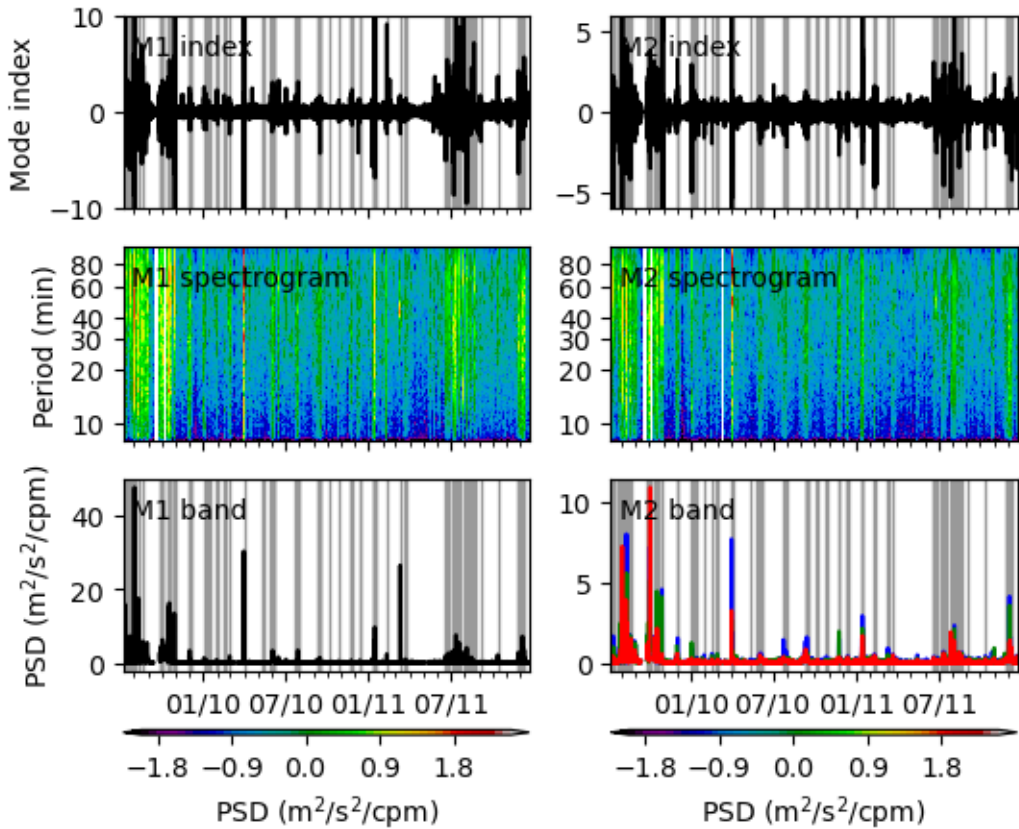 Mode index
10
0
−10
M1 index
5
0
−5
M2 index
Period (min)
80
60
40
30
20
10
M1 spectrogram
80
60
40
30
20
10
M2 spectrogram
PSD (m²/s²/cpm)
40
20
0
M1 band
10
5
0
M2 band
01/10 07/10 01/11 07/11
01/10 07/10 01/11 07/11
−1.8 −0.9 0.0 0.9 1.8
−1.8 −0.9 0.0 0.9 1.8
PSD (m²/s²/cpm)
PSD (m²/s²/cpm)